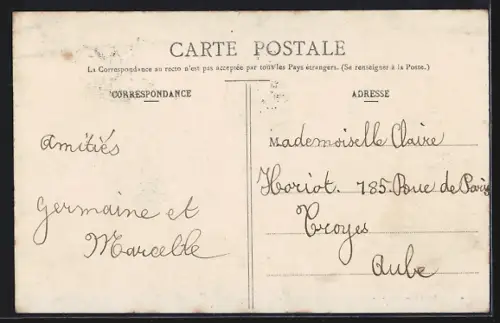 CARTE POSTALE
La Correspondance au recto n'est pas acceptée par tous les Pays étrangers. (Se renseigner à la Poste.)
CORRESPONDANCE
ADRESSE
Amitiés
Germaine et
Marcelle
Mademoiselle Claire
Horiot. 185. Rue de Paris
Troyes
Aube